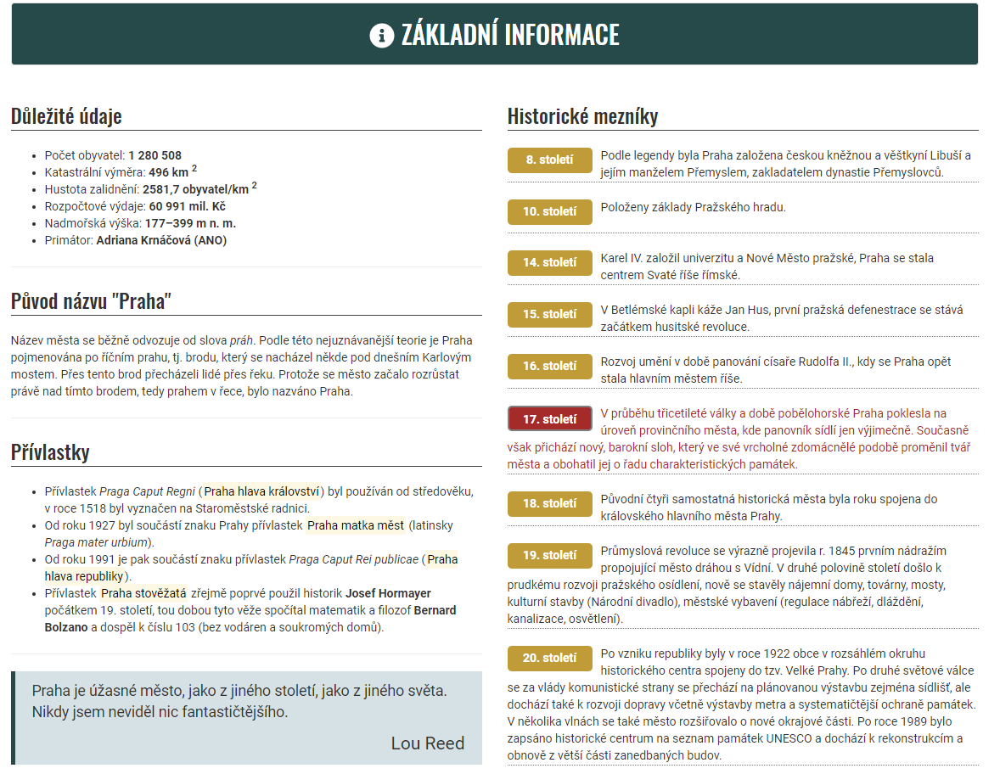 ZÁKLADNÍ INFORMACE
Důležité údaje
Počet obyvatel: 1 280 508
Katastrální výměra: 496 km 2
Hustota zalidnění: 2581,7 obyvatel/km 2
Rozpočtové výdaje: 60 991 mil. Kč
Nadmořská výška: 177–399 m n. m.
Primátor: Adriana Krnáčová (ANO)
Původ názvu "Praha"
Název města se běžně odvozuje od slova práh. Podle této nejuznávanější teorie je Praha
pojmenována po říčním prahu, tj. brodu, který se nacházel někde pod dnešním Karlovým
mostem. Přes tento brod přecházeli lidé přes řeku. Protože se město začalo rozrůstat
právě nad tímto brodem, tedy prahem v řece, bylo nazváno Praha.
Přívlastky
Přívlastek Praga Caput Regni (Praha hlava království) byl používán od středověku,
v roce 1518 byl vyznačen na Staroměstské radnici.
Od roku 1927 byl součástí znaku Prahy přívlastek Praha matka měst (latinsky
Praga mater urbium).
Od roku 1991 je pak součástí znaku přívlastek Praga Caput Rei publicae (Praha
hlava republiky).
Přívlastek Praha stověžatá zřejmě poprvé použil historik Josef Hormayer
počátkem 19. století, tou dobou tyto věže spočítal matematik a filozof Bernard
Bolzano a dospěl k číslu 103 (bez vodáren a soukromých domů).
Praha je úžasné město, jako z jiného století, jako z jiného světa.
Nikdy jsem neviděl nic fantastičtějšího.
Lou Reed
Historické mezníky
8. století Podle legendy byla Praha založena českou kněžnou a věštkyní Libuší a
jejím manželem Přemyslem, zakladatelem dynastie Přemyslovců.
10. století Položeny základy Pražského hradu.
14. století Karel IV. založil univerzitu a Nové Město pražské, Praha se stala
centrem Svaté říše římské.
15. století V Betlémské kapli káže Jan Hus, první pražská defenestrace se stává
začátkem husitské revoluce.
16. století Rozvoj umění v době panování císaře Rudolfa II., kdy se Praha opět
stala hlavním městem říše.
17. století V průběhu třicetileté války a době pobělohorské Praha poklesla na
úroveň provinčního města, kde panovník sídlí jen výjimečně. Současně
však přichází nový, barokní sloh, který ve své vrcholné zdomácnělé podobě proměnil tvář
města a obohatil jej o řadu charakteristických památek.
18. století Původní čtyři samostatná historická města byla roku spojena do
královského hlavního města Prahy.
19. století Průmyslová revoluce se výrazně projevila r. 1845 prvním nádražím
propojující město dráhou s Vídní. V druhé polovině století došlo k
prudkému rozvoji pražského osídlení, nově se stavěly nájemní domy, továrny, mosty,
kulturní stavby (Národní divadlo), městské vybavení (regulace nábřeží, dláždění,
kanalizace, osvětlení).
20. století Po vzniku republiky byly v roce 1922 obce v rozsáhlém okruhu
historického centra spojeny do tzv. Velké Prahy. Po druhé světové válce
se za vlády komunistické strany se přechází na plánovanou výstavbu zejména sídlišť, ale
dochází také k rozvoji dopravy včetně výstavby metra a systematičtější ochraně památek.
V několika vlnách se také město rozšiřovalo o nové okrajové části. Po roce 1989 bylo
zapsáno historické centrum na seznam památek UNESCO a dochází k rekonstrukcím a
obnově z větší části zanedbaných budov.